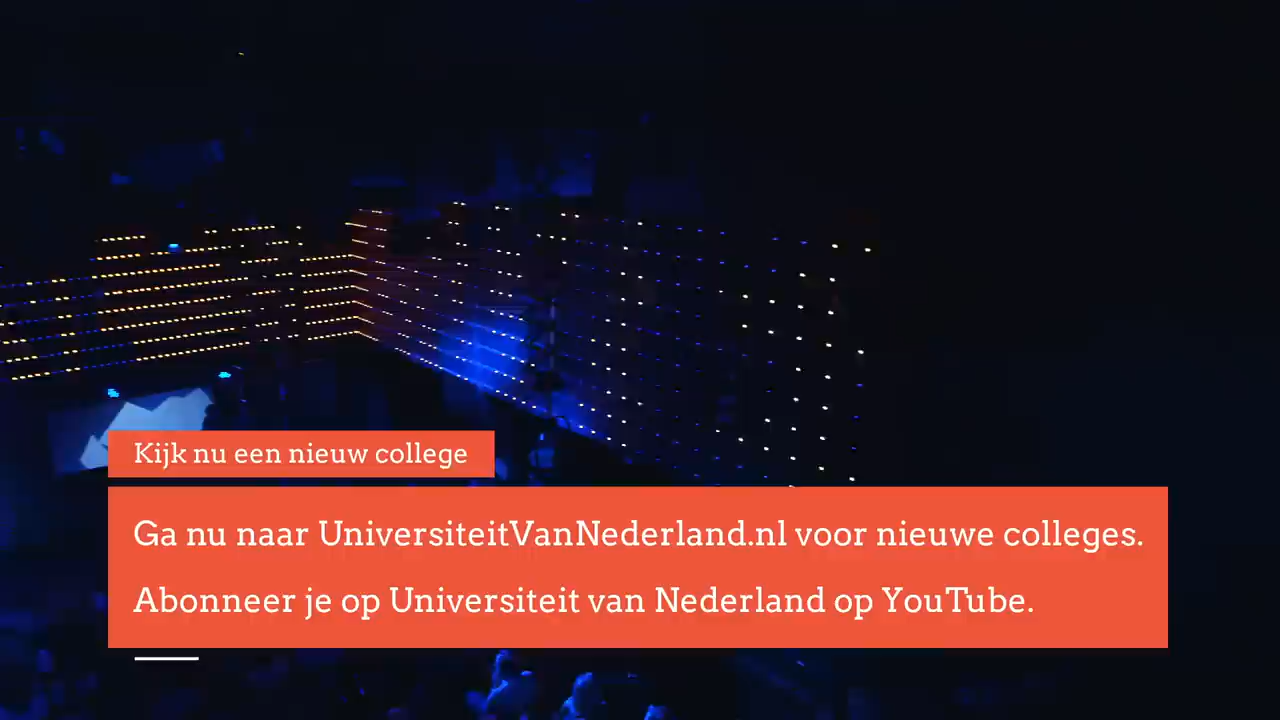 Kijk nu een nieuw college
Ga nu naar UniversiteitVanNederland.nl voor nieuwe colleges.
Abonneer je op Universiteit van Nederland op YouTube.